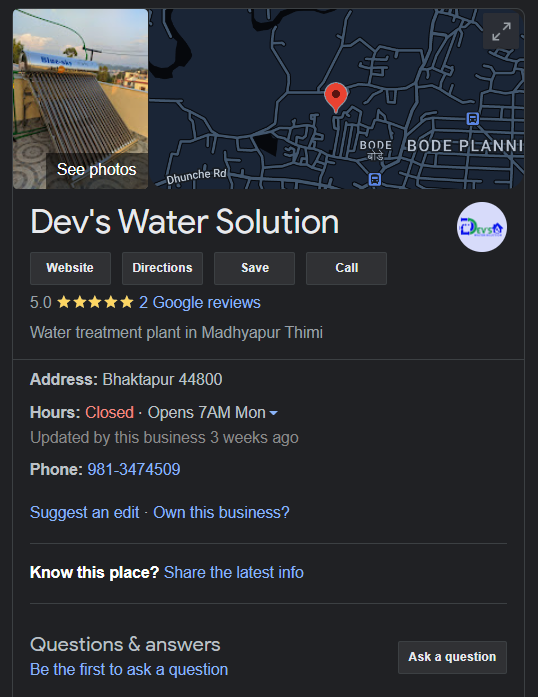 Blue-sky
See photos
BODE
बोडे
BODE PLANNI
Dhunche Rd
Dev's Water Solution
DEV'S
Website
Directions
Save
Call
5.0 ★★★★★ 2 Google reviews
Water treatment plant in Madhyapur Thimi
Address: Bhaktapur 44800
Hours: Closed · Opens 7AM Mon
Updated by this business 3 weeks ago
Phone: 981-3474509
Suggest an edit · Own this business?
Know this place? Share the latest info
Questions & answers
Be the first to ask a question
Ask a question